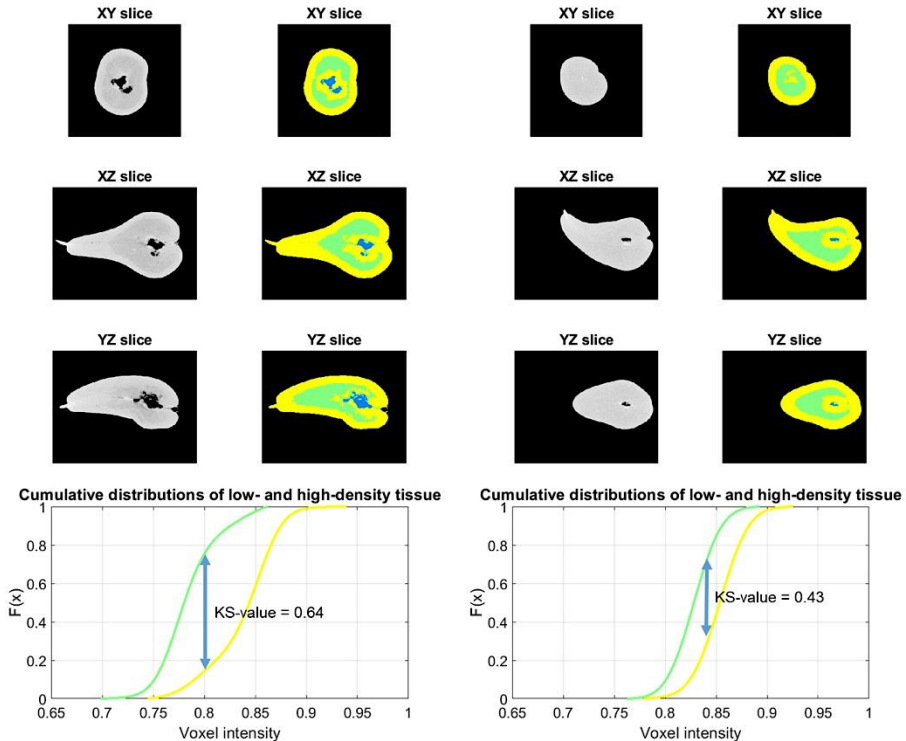 XY slice
XY slice
XY slice
XY slice
XZ slice
XZ slice
XZ slice
XZ slice
YZ slice
YZ slice
YZ slice
YZ slice
Cumulative distributions of low- and high-density tissue
1
0.8
0.6
0.4
0.2
0
F(x)
KS-value = 0.64
0.65 0.7 0.75 0.8 0.85 0.9 0.95 1
Voxel intensity
Cumulative distributions of low- and high-density tissue
1
0.8
0.6
0.4
0.2
0
F(x)
KS-value = 0.43
0.65 0.7 0.75 0.8 0.85 0.9 0.95 1
Voxel intensity